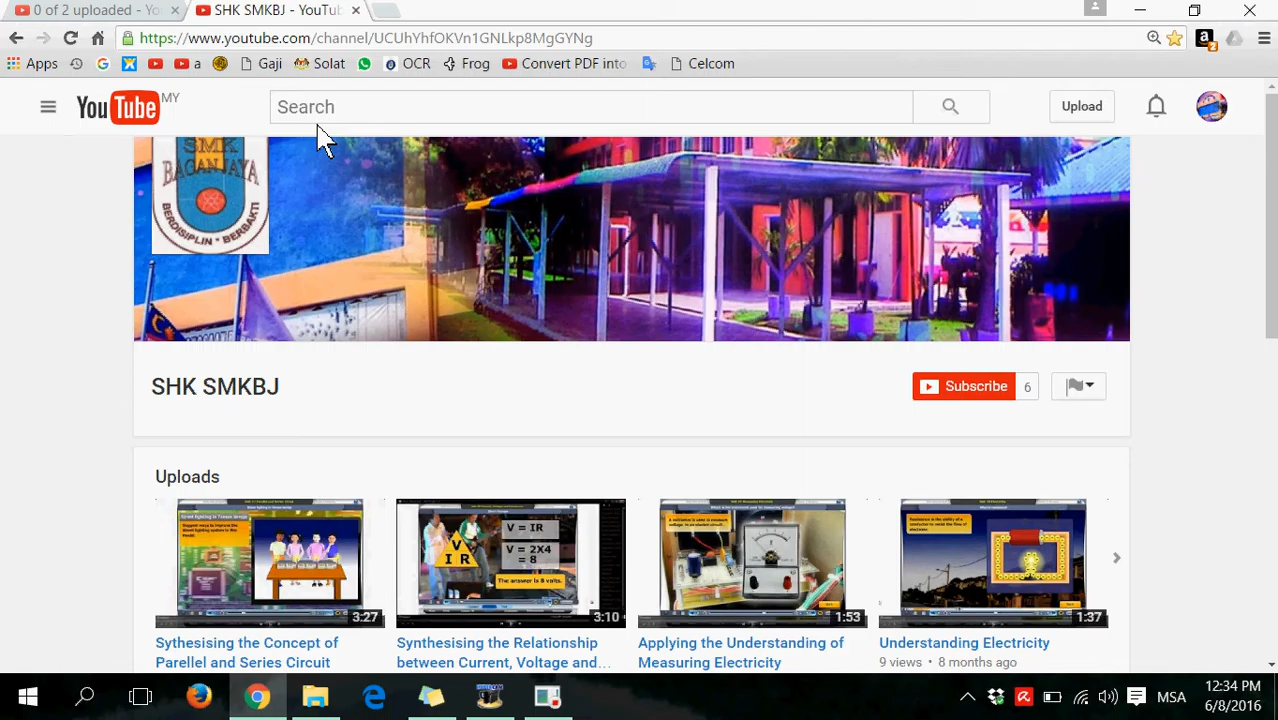 0 of 2 uploaded - Yo
SHK SMKBJ - YouTub
https://www.youtube.com/channel/UCUhYhfOKVn1GNLkp8MgGYNg
Apps
a
Gaji
Solat
OCR
Frog
Convert PDF into
Celcom
YouTube MY
Search
Upload
SMK
BAGAN JAYA
BERDISIPLIN * BERBAKTI
SHK SMKBJ
Subscribe 6
Uploads
V = IR
V = 2X4
= 8
The answer is 8 volts.
V
I R
3:27
3:10
1:53
1:37
Sythesising the Concept of
Parellel and Series Circuit
Synthesising the Relationship
between Current, Voltage and...
Applying the Understanding of
Measuring Electricity
Understanding Electricity
9 views • 8 months ago
2
MSA
12:34 PM
6/8/2016